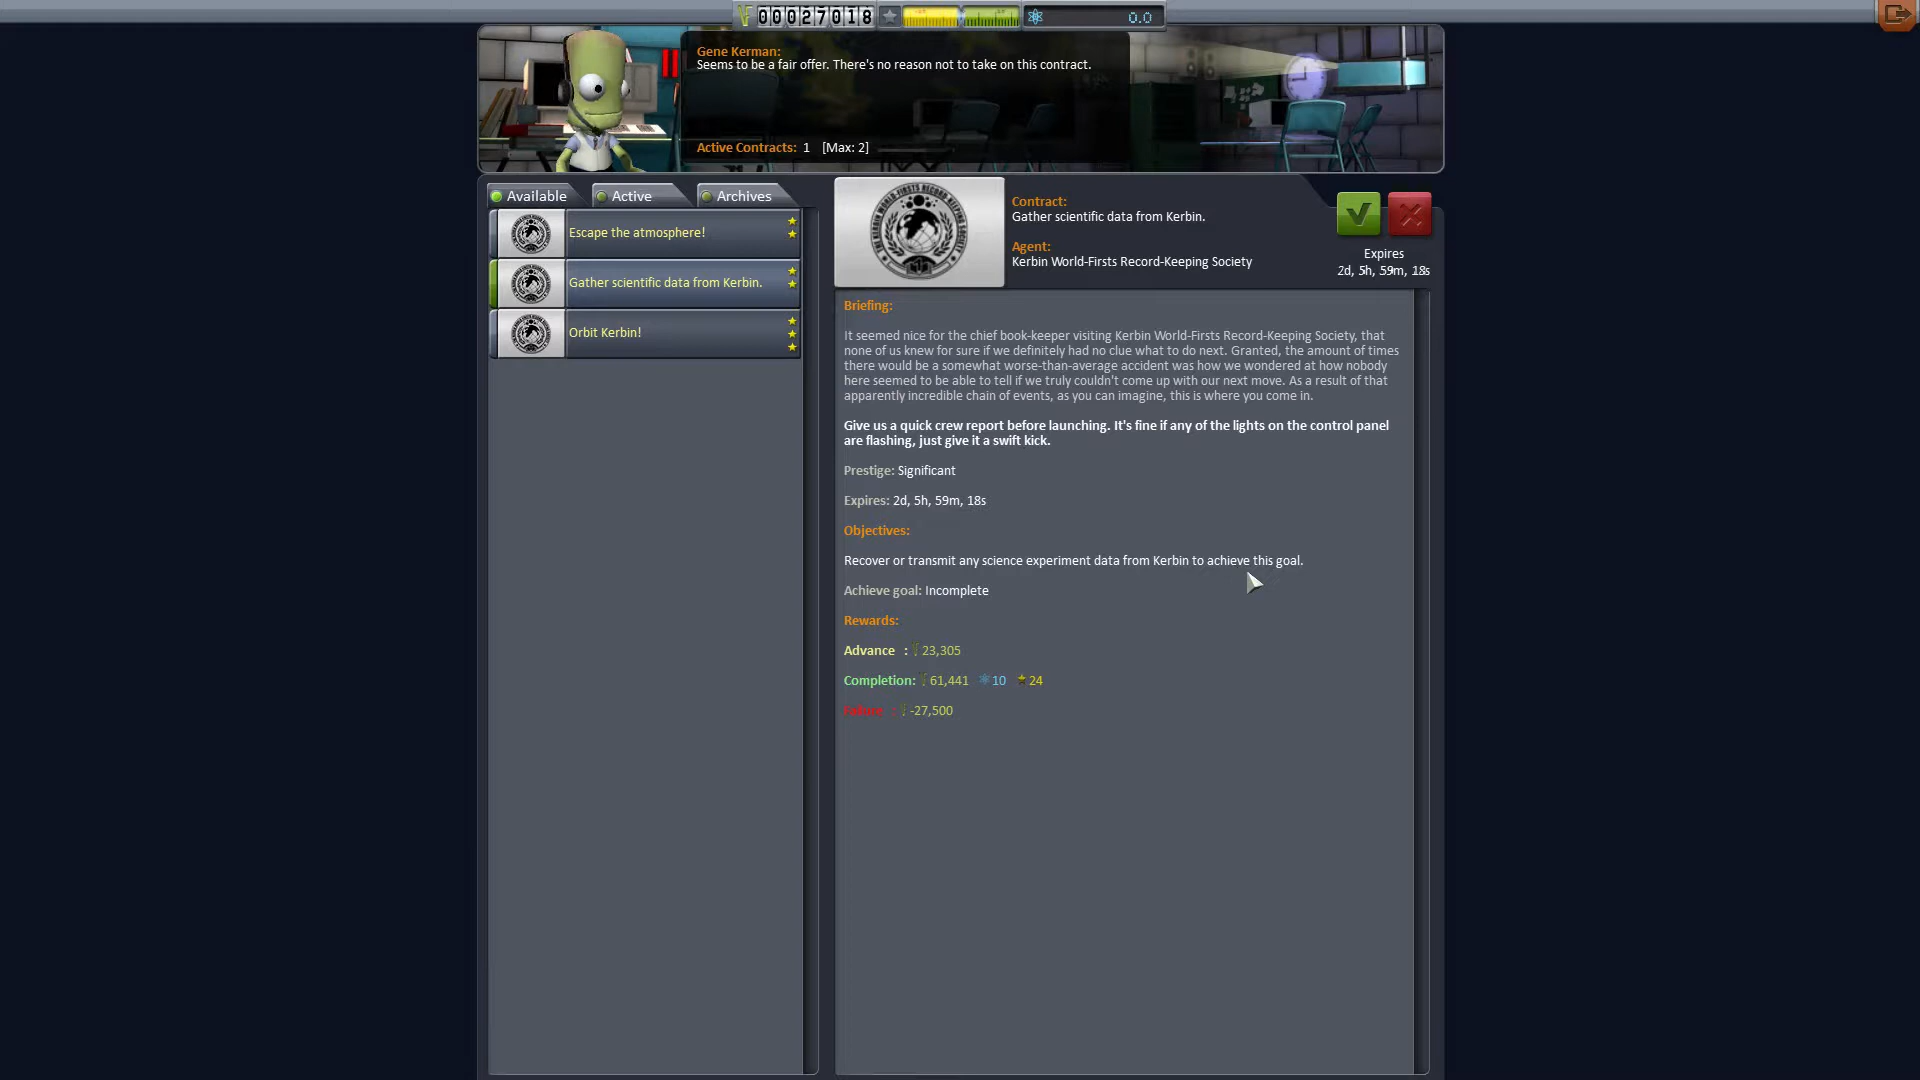 00027018
0.0
Gene Kerman:
Seems to be a fair offer. There's no reason not to take on this contract.
Active Contracts: 1 [Max: 2]
Available
Active
Archives
Escape the atmosphere!
Gather scientific data from Kerbin.
Orbit Kerbin!
Contract:
Gather scientific data from Kerbin.
Agent:
Kerbin World-Firsts Record-Keeping Society
Expires
2d, 5h, 59m, 18s
Briefing:
It seemed nice for the chief book-keeper visiting Kerbin World-Firsts Record-Keeping Society, that
none of us knew for sure if we definitely had no clue what to do next. Granted, the amount of times
there would be a somewhat worse-than-average accident was how we wondered at how nobody
here seemed to be able to tell if we truly couldn't come up with our next move. As a result of that
apparently incredible chain of events, as you can imagine, this is where you come in.
Give us a quick crew report before launching. It's fine if any of the lights on the control panel
are flashing, just give it a swift kick.
Prestige: Significant
Expires: 2d, 5h, 59m, 18s
Objectives:
Recover or transmit any science experiment data from Kerbin to achieve this goal.
Achieve goal: Incomplete
Rewards:
Advance : 23,305
Completion: 61,441 10 24
Failure : -27,500